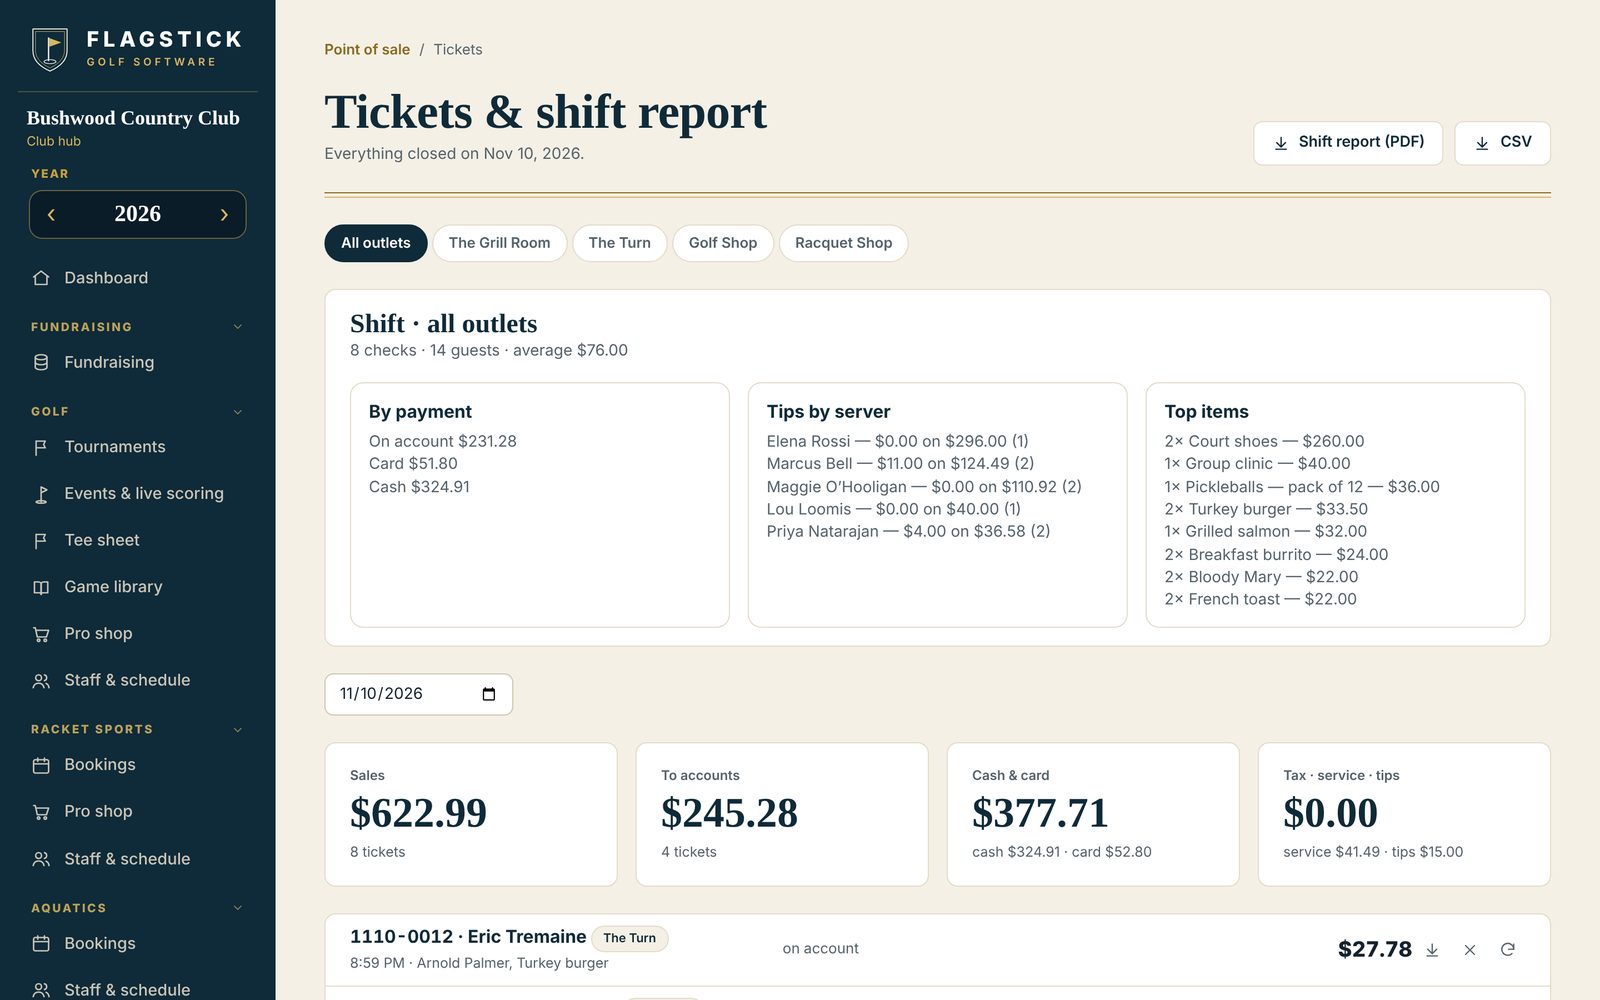 FLAGSTICK
GOLF SOFTWARE
Bushwood Country Club
Club hub
YEAR
2026
Dashboard
FUNDRAISING
Fundraising
GOLF
Tournaments
Events & live scoring
Tee sheet
Game library
Pro shop
Staff & schedule
RACKET SPORTS
Bookings
Pro shop
Staff & schedule
AQUATICS
Bookings
Staff & schedule
Point of sale / Tickets
Tickets & shift report
Everything closed on Nov 10, 2026.
Shift report (PDF)
CSV
All outlets
The Grill Room
The Turn
Golf Shop
Racquet Shop
Shift · all outlets
8 checks · 14 guests · average $76.00
By payment
On account $231.28
Card $51.80
Cash $324.91
Tips by server
Elena Rossi — $0.00 on $296.00 (1)
Marcus Bell — $11.00 on $124.49 (2)
Maggie O’Hooligan — $0.00 on $110.92 (2)
Lou Loomis — $0.00 on $40.00 (1)
Priya Natarajan — $4.00 on $36.58 (2)
Top items
2× Court shoes — $260.00
1× Group clinic — $40.00
1× Pickleballs — pack of 12 — $36.00
2× Turkey burger — $33.50
1× Grilled salmon — $32.00
2× Breakfast burrito — $24.00
2× Bloody Mary — $22.00
2× French toast — $22.00
11/10/2026
Sales
$622.99
8 tickets
To accounts
$245.28
4 tickets
Cash & card
$377.71
cash $324.91 · card $52.80
Tax · service · tips
$0.00
service $41.49 · tips $15.00
1110-0012 · Eric Tremaine The Turn
8:59 PM · Arnold Palmer, Turkey burger
on account
$27.78